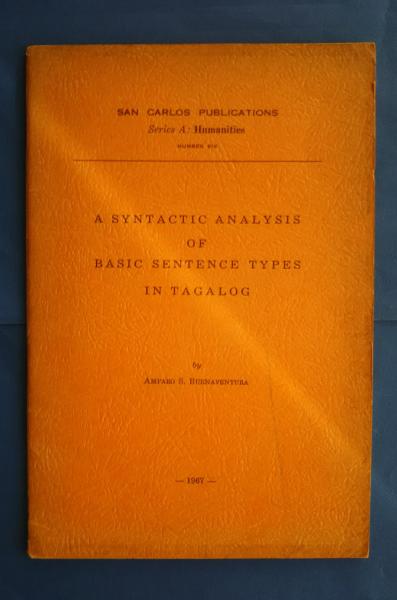 SAN CARLOS PUBLICATIONS
Series A: Humanities
NUMBER SIX
A SYNTACTIC ANALYSIS
OF
BASIC SENTENCE TYPES
IN TAGALOG
by
AMPARO S. BUENAVENTURA
— 1967 —